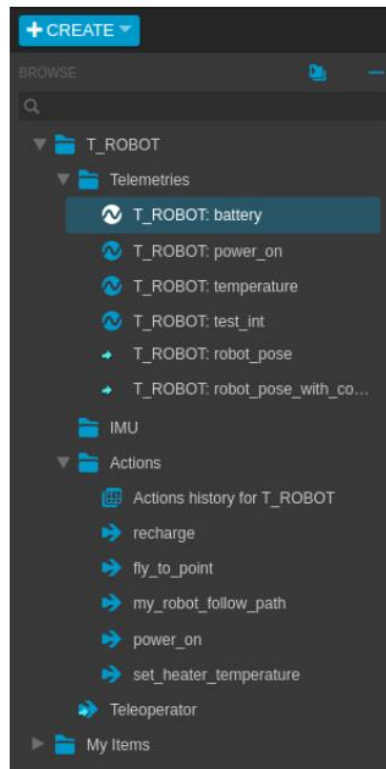 + CREATE
BROWSE
T_ROBOT
Telemetries
T_ROBOT: battery
T_ROBOT: power_on
T_ROBOT: temperature
T_ROBOT: test_int
T_ROBOT: robot_pose
T_ROBOT: robot_pose_with_co...
IMU
Actions
Actions history for T_ROBOT
recharge
fly_to_point
my_robot_follow_path
power_on
set_heater_temperature
Teleoperator
My Items